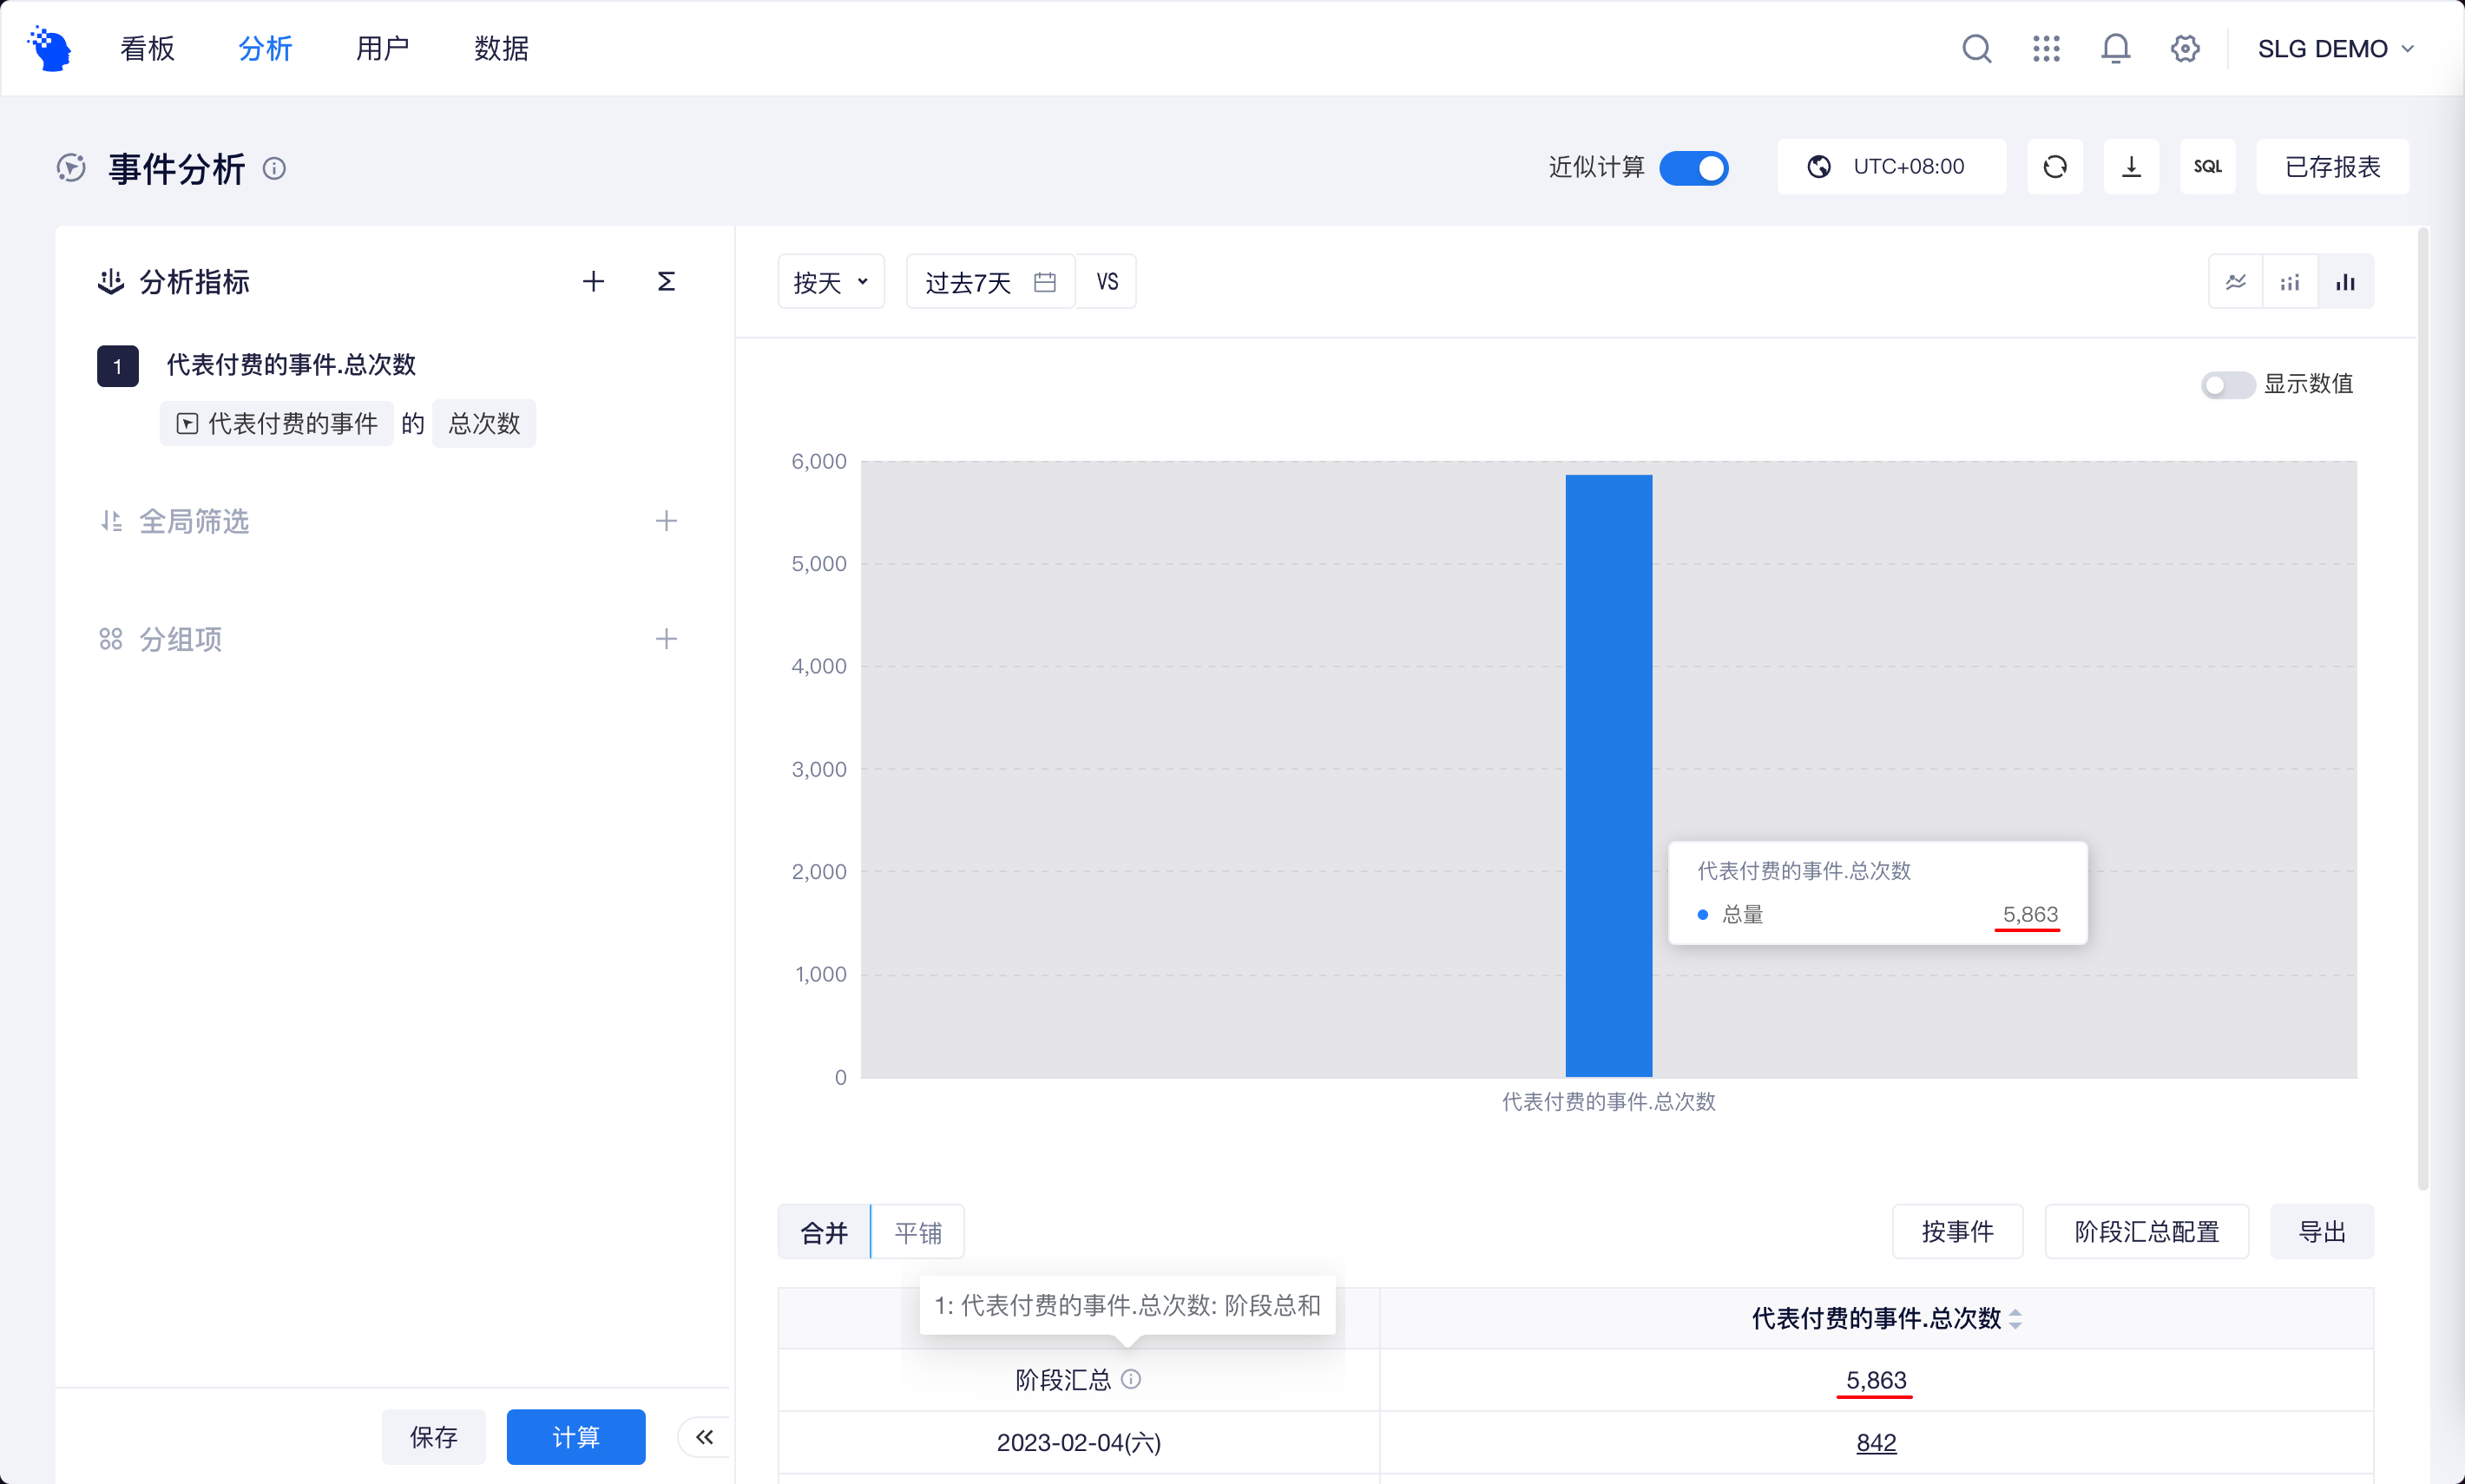 看板 分析 用户 数据 SLG DEMO
事件分析 近似计算 UTC+08:00 SQL 已存报表
分析指标
1 代表付费的事件.总次数
代表付费的事件 的 总次数
全局筛选
分组项
保存 计算
按天 过去7天 VS
显示数值
6,000
5,000
4,000
3,000
2,000
1,000
0
代表付费的事件.总次数
总量 5,863
代表付费的事件.总次数
合并 平铺 按事件 阶段汇总配置 导出
1: 代表付费的事件.总次数: 阶段总和
代表付费的事件.总次数
阶段汇总 5,863
2023-02-04(六) 842